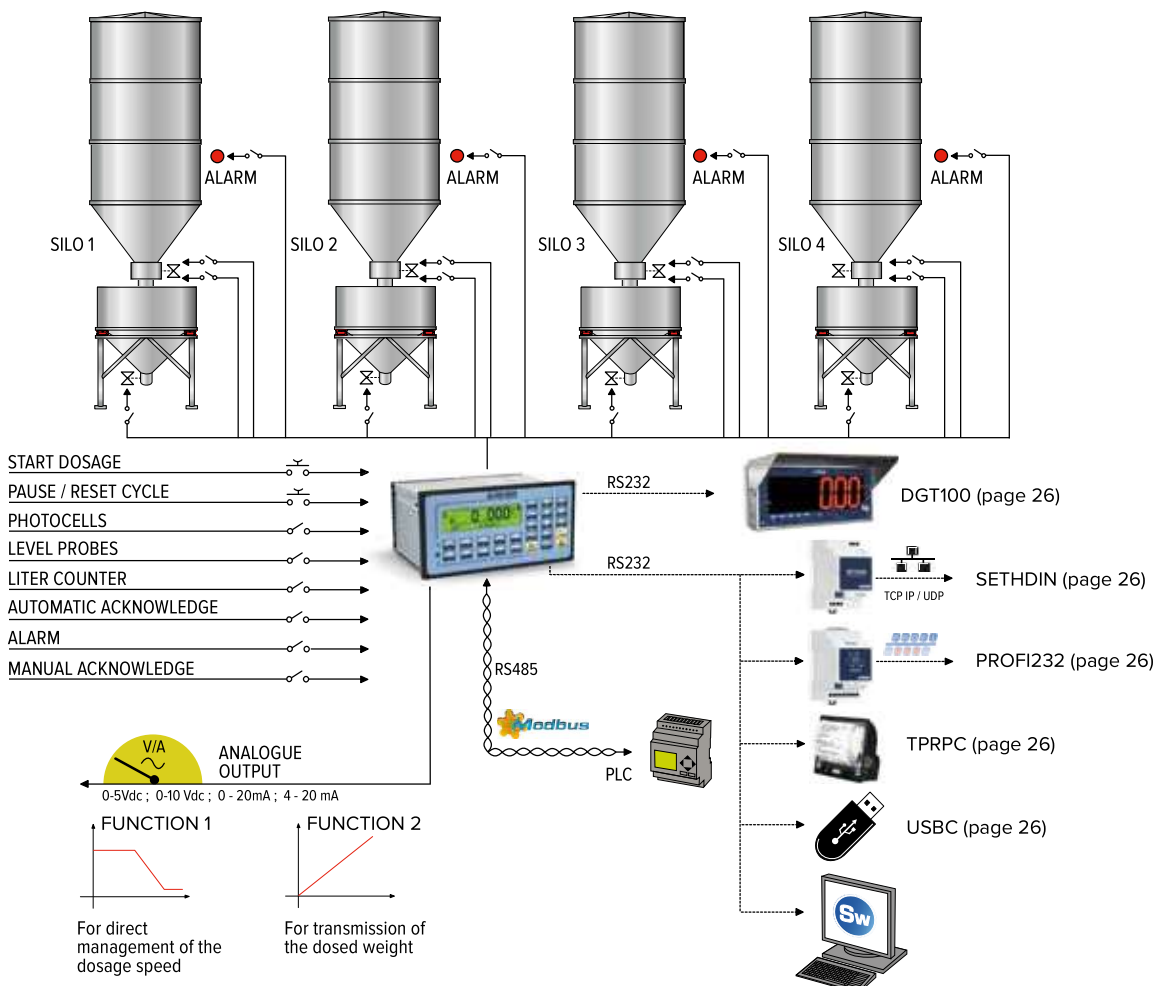 ALARM
ALARM
ALARM
ALARM
SILO 1
SILO 2
SILO 3
SILO 4
START DOSAGE
PAUSE / RESET CYCLE
PHOTOCELLS
LEVEL PROBES
LITER COUNTER
AUTOMATIC ACKNOWLEDGE
ALARM
MANUAL ACKNOWLEDGE
0.000
RS232
000
DGT100 (page 26)
RS232
TCP IP / UDP
SETHDIN (page 26)
PROFI232 (page 26)
RS485
Modbus
PLC
TPRPC (page 26)
USBC (page 26)
Sw
V/A
ANALOGUE
OUTPUT
0-5Vdc ; 0-10 Vdc ; 0 - 20mA ; 4 - 20 mA
FUNCTION 1
For direct
management of the
dosage speed
FUNCTION 2
For transmission of
the dosed weight